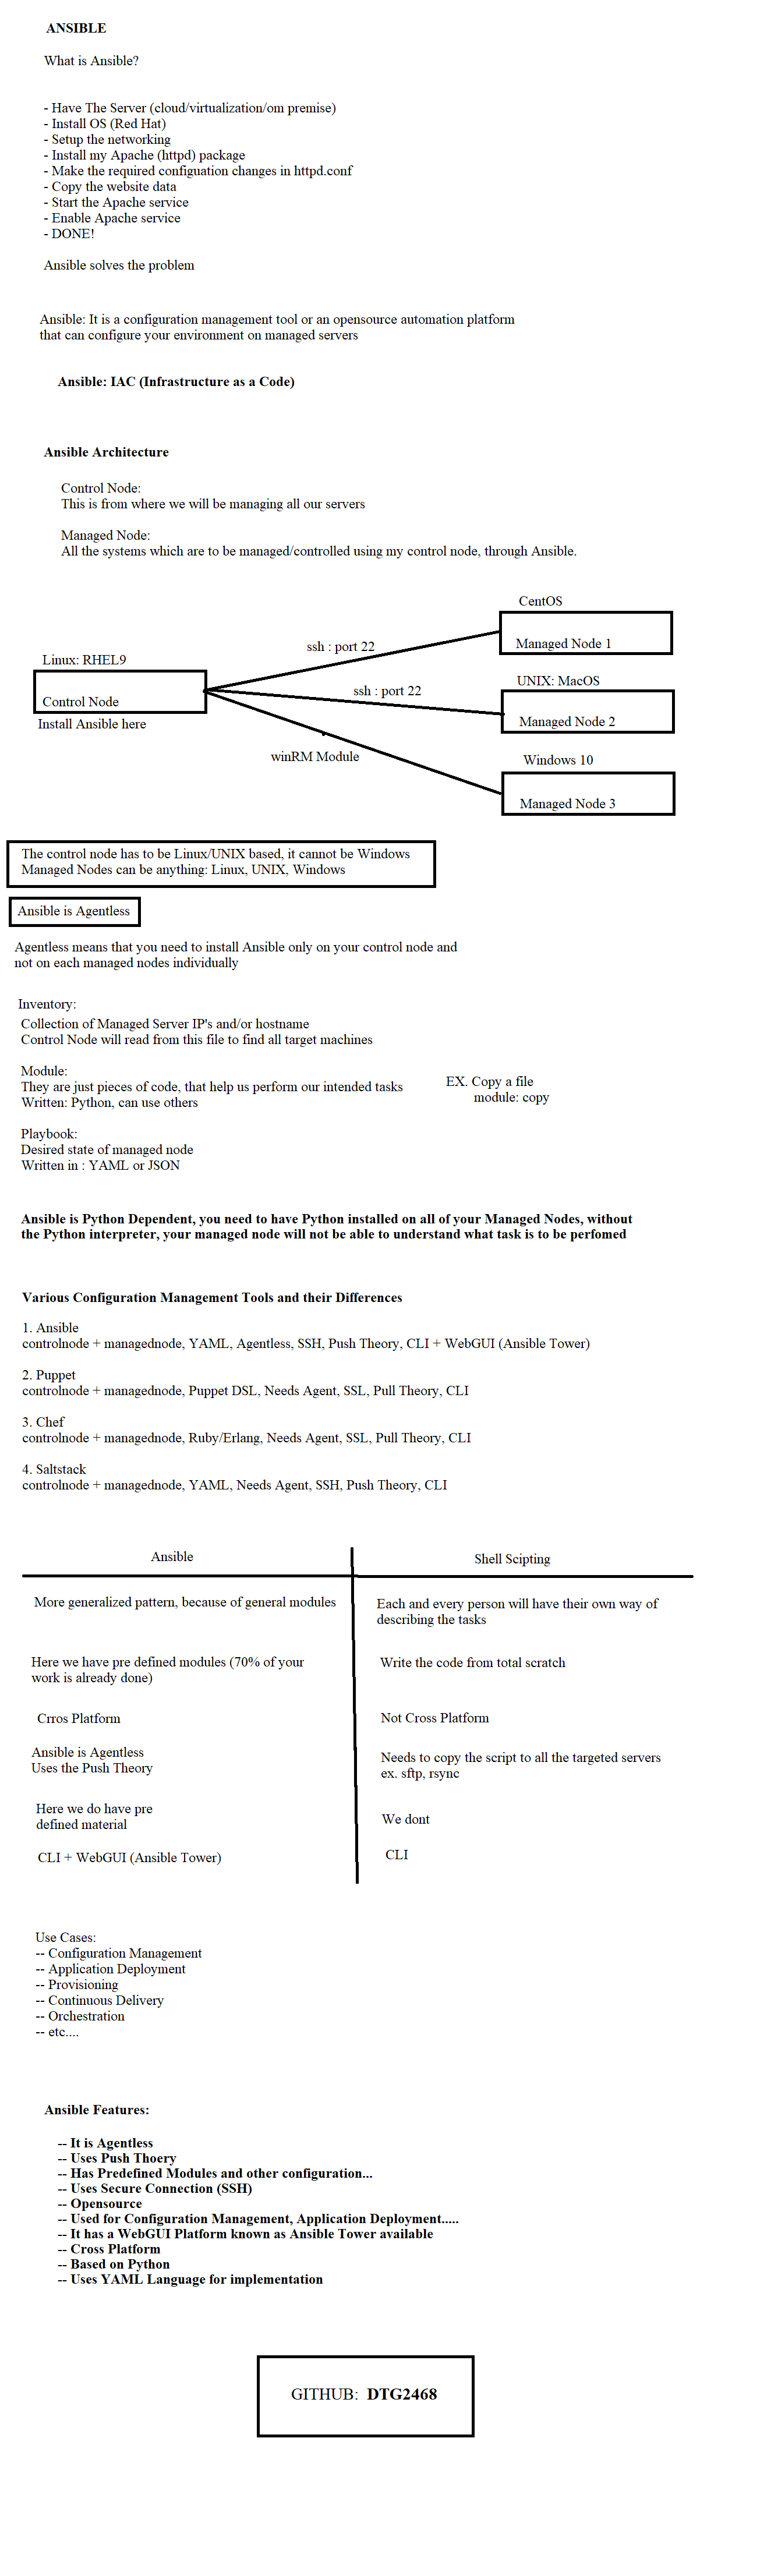 ANSIBLE
What is Ansible?
- Have The Server (cloud/virtualization/om premise)
- Install OS (Red Hat)
- Setup the networking
- Install my Apache (httpd) package
- Make the required configuation changes in httpd.conf
- Copy the website data
- Start the Apache service
- Enable Apache service
- DONE!
Ansible solves the problem
Ansible: It is a configuration management tool or an opensource automation platform
that can configure your environment on managed servers
Ansible: IAC (Infrastructure as a Code)
Ansible Architecture
Control Node:
This is from where we will be managing all our servers
Managed Node:
All the systems which are to be managed/controlled using my control node, through Ansible.
CentOS
ssh : port 22
Managed Node 1
Linux: RHEL9
UNIX: MacOS
ssh : port 22
Control Node
Managed Node 2
Install Ansible here
winRM Module
Windows 10
Managed Node 3
The control node has to be Linux/UNIX based, it cannot be Windows
Managed Nodes can be anything: Linux, UNIX, Windows
Ansible is Agentless
Agentless means that you need to install Ansible only on your control node and
not on each managed nodes individually
Inventory:
Collection of Managed Server IP's and/or hostname
Control Node will read from this file to find all target machines
Module:
They are just pieces of code, that help us perform our intended tasks
Written: Python, can use others
EX. Copy a file
module: copy
Playbook:
Desired state of managed node
Written in : YAML or JSON
Ansible is Python Dependent, you need to have Python installed on all of your Managed Nodes, without
the Python interpreter, your managed node will not be able to understand what task is to be perfomed
Various Configuration Management Tools and their Differences
1. Ansible
controlnode + managednode, YAML, Agentless, SSH, Push Theory, CLI + WebGUI (Ansible Tower)
2. Puppet
controlnode + managednode, Puppet DSL, Needs Agent, SSL, Pull Theory, CLI
3. Chef
controlnode + managednode, Ruby/Erlang, Needs Agent, SSL, Pull Theory, CLI
4. Saltstack
controlnode + managednode, YAML, Needs Agent, SSH, Push Theory, CLI
Ansible
Shell Scipting
More generalized pattern, because of general modules
Each and every person will have their own way of
describing the tasks
Here we have pre defined modules (70% of your
work is already done)
Write the code from total scratch
Crros Platform
Not Cross Platform
Ansible is Agentless
Uses the Push Theory
Needs to copy the script to all the targeted servers
ex. sftp, rsync
Here we do have pre
defined material
We dont
CLI + WebGUI (Ansible Tower)
CLI
Use Cases:
-- Configuration Management
-- Application Deployment
-- Provisioning
-- Continuous Delivery
-- Orchestration
-- etc....
Ansible Features:
-- It is Agentless
-- Uses Push Thoery
-- Has Predefined Modules and other configuration...
-- Uses Secure Connection (SSH)
-- Opensource
-- Used for Configuration Management, Application Deployment.....
-- It has a WebGUI Platform known as Ansible Tower available
-- Cross Platform
-- Based on Python
-- Uses YAML Language for implementation
GITHUB: DTG2468